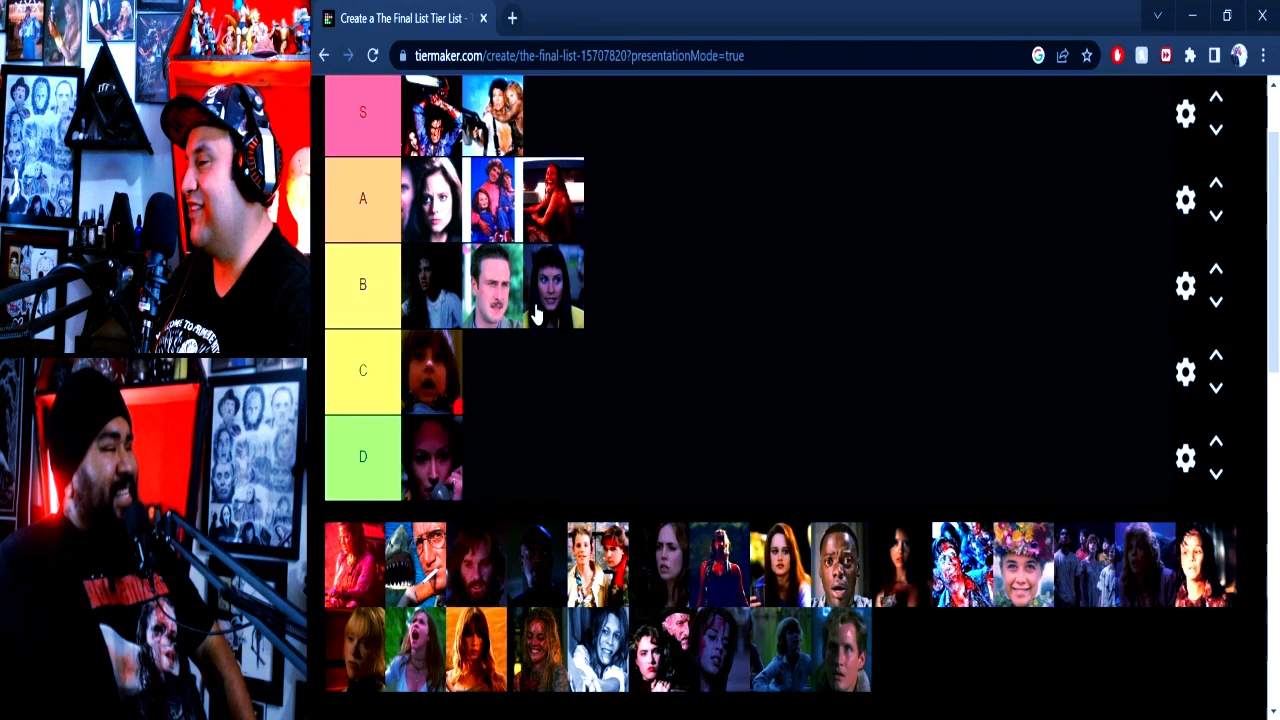 Create a The Final List Tier List -
tiermaker.com/create/the-final-list-15707820?presentationMode=true
S
A
B
C
D